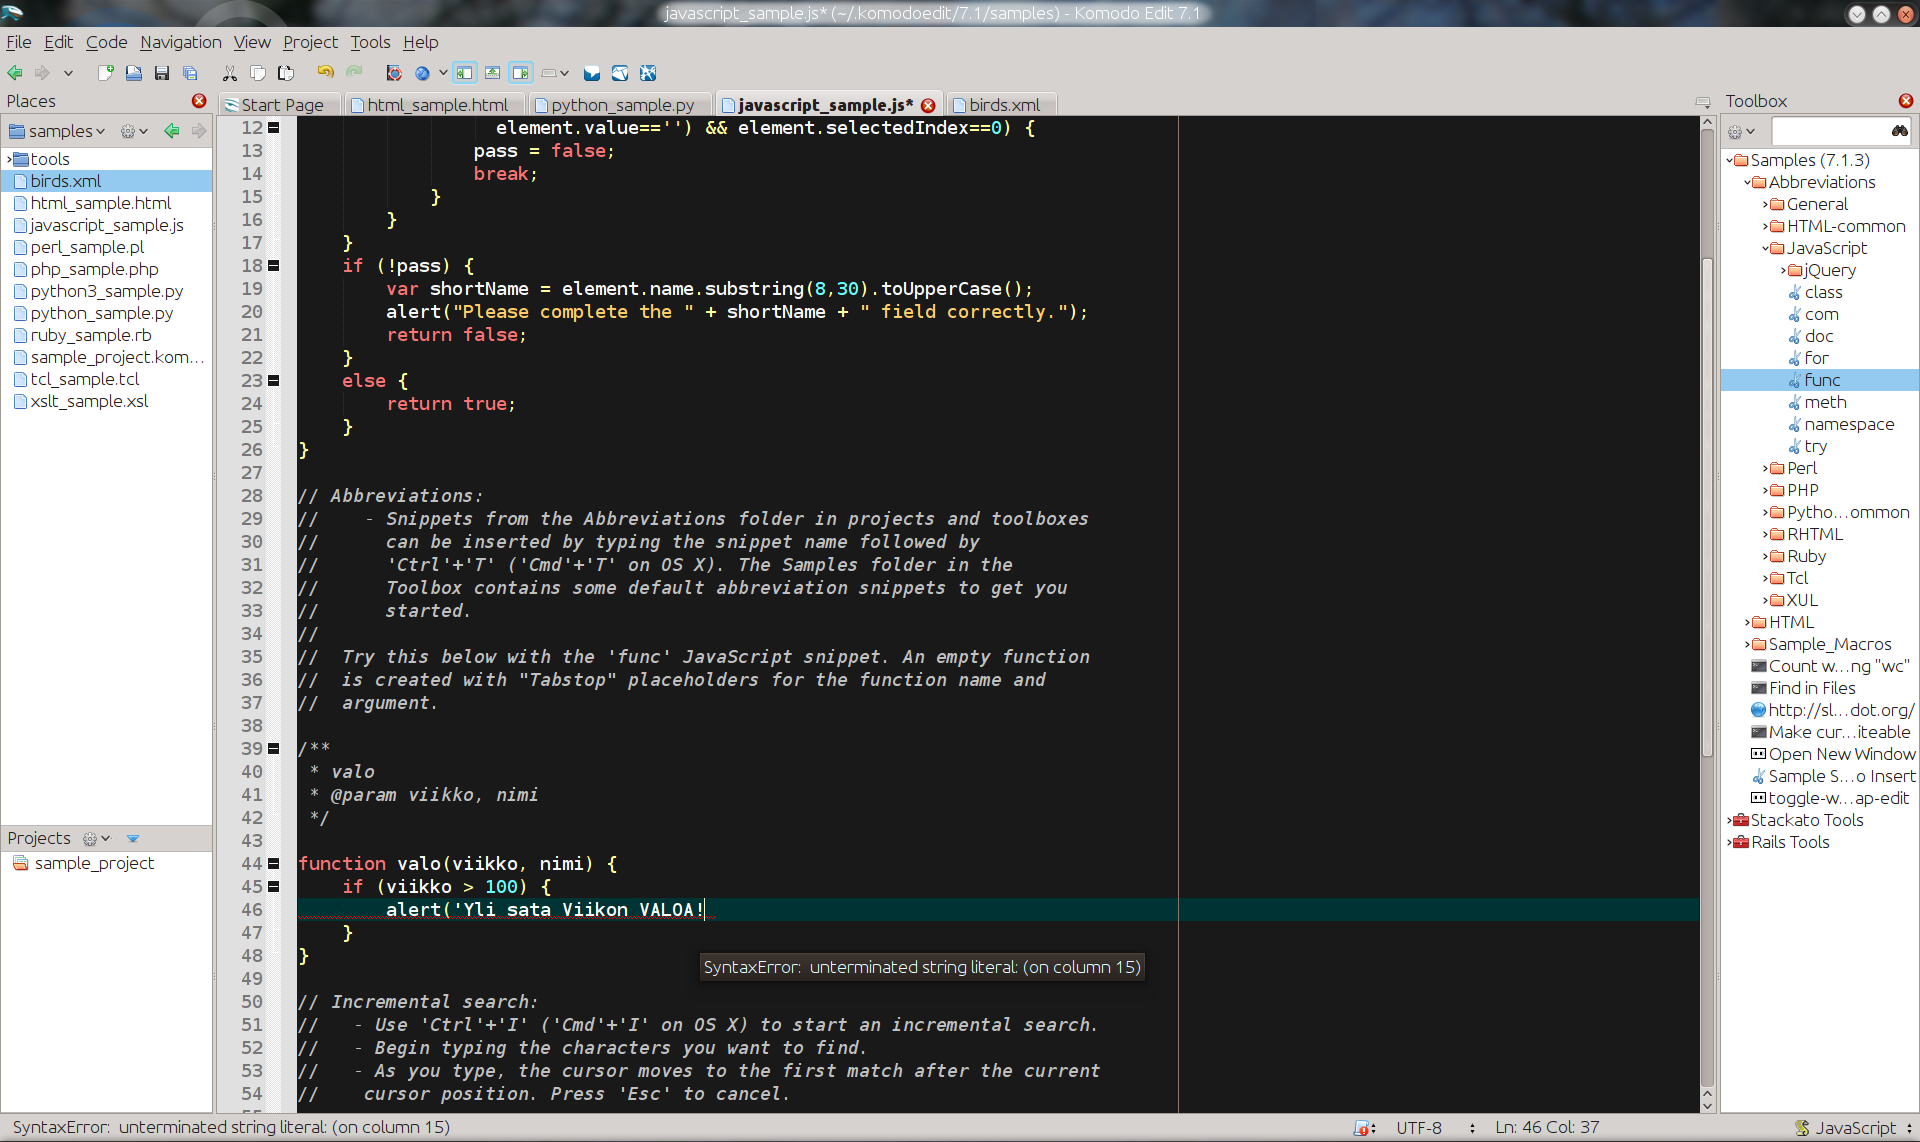 javascript_sample.js* (~/.komodoedit/7.1/samples) - Komodo Edit 7.1
File Edit Code Navigation View Project Tools Help
Places
samples
tools
birds.xml
html_sample.html
javascript_sample.js
perl_sample.pl
php_sample.php
python3_sample.py
python_sample.py
ruby_sample.rb
sample_project.kom...
tcl_sample.tcl
xslt_sample.xsl
Projects
sample_project
Start Page html_sample.html python_sample.py javascript_sample.js* birds.xml
12 element.value=='') && element.selectedIndex==0) {
13 pass = false;
14 break;
15 }
16 }
17 }
18 if (!pass) {
19 var shortName = element.name.substring(8,30).toUpperCase();
20 alert("Please complete the " + shortName + " field correctly.");
21 return false;
22 }
23 else {
24 return true;
25 }
26 }
27
28 // Abbreviations:
29 // - Snippets from the Abbreviations folder in projects and toolboxes
30 // can be inserted by typing the snippet name followed by
31 // 'Ctrl'+'T' ('Cmd'+'T' on OS X). The Samples folder in the
32 // Toolbox contains some default abbreviation snippets to get you
33 // started.
34 //
35 // Try this below with the 'func' JavaScript snippet. An empty function
36 // is created with "Tabstop" placeholders for the function name and
37 // argument.
38
39 /**
40 * valo
41 * @param viikko, nimi
42 */
43
44 function valo(viikko, nimi) {
45 if (viikko > 100) {
46 alert('Yli sata Viikon VALOA!
47 }
48 }
SyntaxError: unterminated string literal: (on column 15)
49
50 // Incremental search:
51 // - Use 'Ctrl'+'I' ('Cmd'+'I' on OS X) to start an incremental search.
52 // - Begin typing the characters you want to find.
53 // - As you type, the cursor moves to the first match after the current
54 // cursor position. Press 'Esc' to cancel.
Toolbox
Samples (7.1.3)
Abbreviations
General
HTML-common
JavaScript
jQuery
class
com
doc
for
func
meth
namespace
try
Perl
PHP
Pytho...ommon
RHTML
Ruby
Tcl
XUL
HTML
Sample_Macros
Count w...ng "wc"
Find in Files
http://sl...dot.org/
Make cur...iteable
Open New Window
Sample S...o Insert
toggle-w...ap-edit
Stackato Tools
Rails Tools
SyntaxError: unterminated string literal: (on column 15) UTF-8 Ln: 46 Col: 37 JavaScript